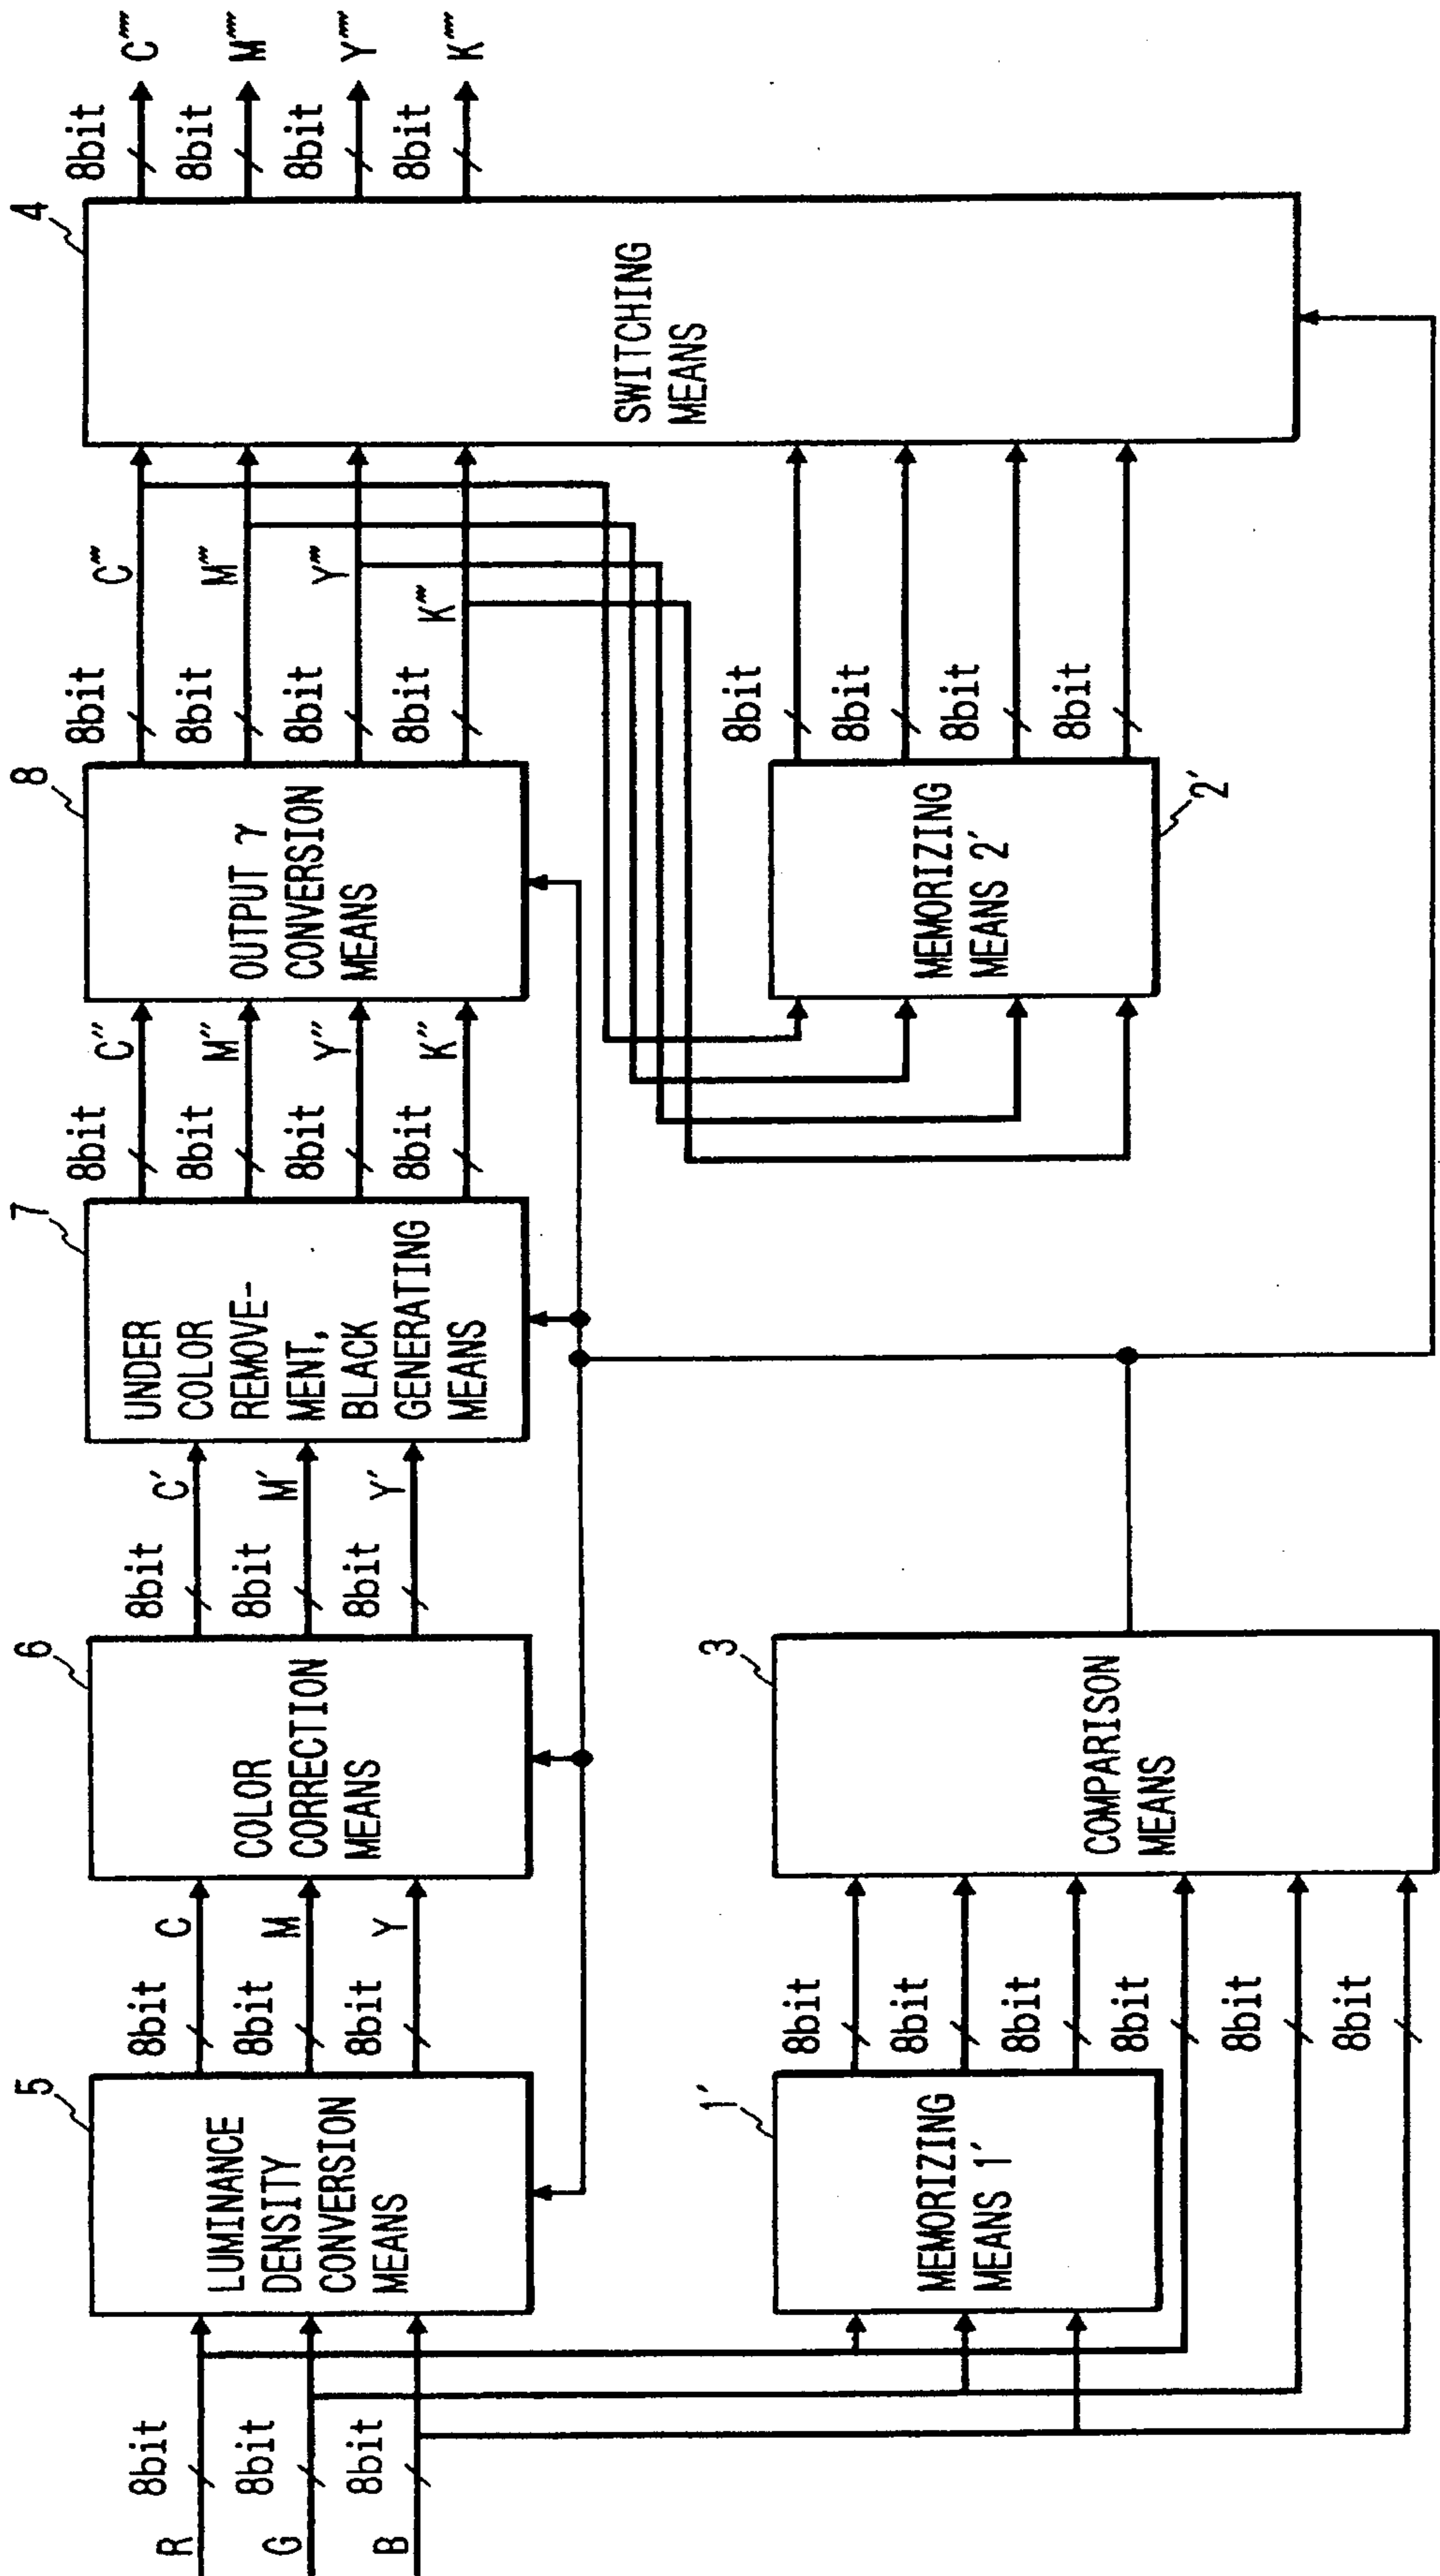 R
8bit
G
8bit
B
8bit
5
LUMINANCE
DENSITY
CONVERSION
MEANS
8bit
C
8bit
M
8bit
Y
6
COLOR
CORRECTION
MEANS
8bit
C'
8bit
M'
8bit
Y'
7
UNDER
COLOR
REMOVE-
MENT,
BLACK
GENERATING
MEANS
8bit
C''
8bit
M''
8bit
Y''
8bit
K''
8
OUTPUT γ
CONVERSION
MEANS
8bit
C'''
8bit
M'''
8bit
Y'''
8bit
K'''
4
SWITCHING
MEANS
8bit
C''''
8bit
M''''
8bit
Y''''
8bit
K''''
1'
MEMORIZING
MEANS 1'
8bit
8bit
8bit
8bit
8bit
8bit
3
COMPARISON
MEANS
MEMORIZING
MEANS 2'
2'
8bit
8bit
8bit
8bit